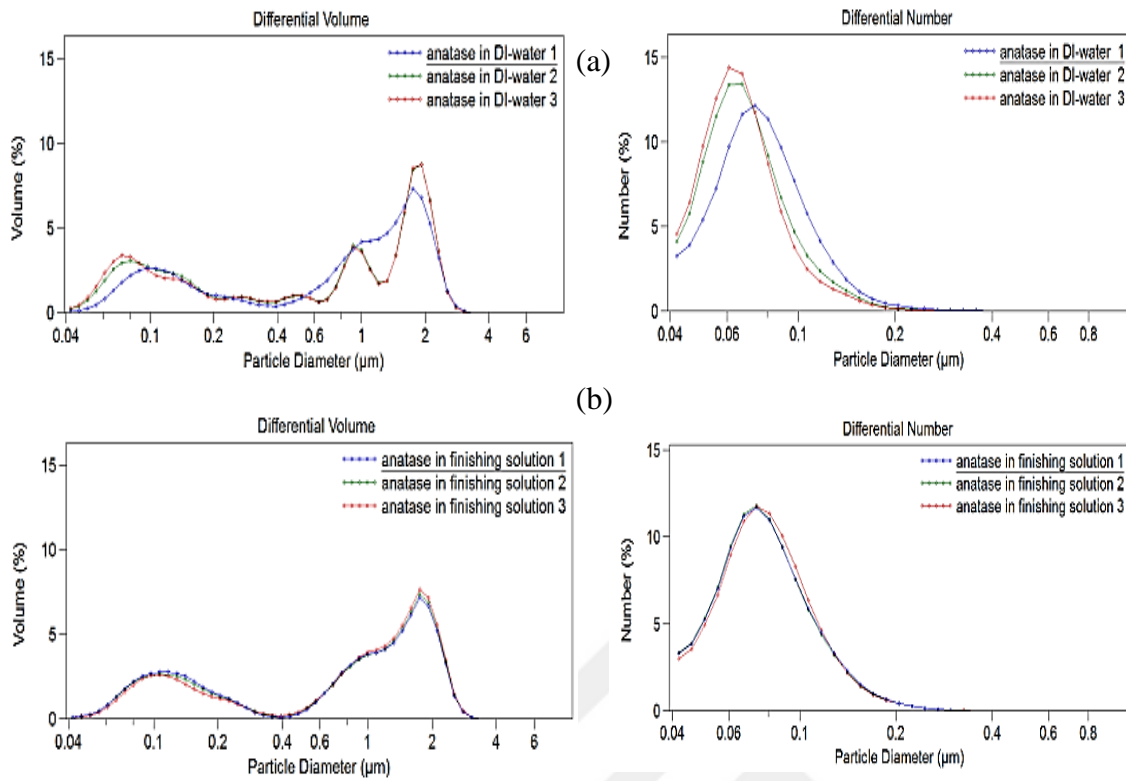 Differential Volume
15
10
5
0
Volume (%)
anatase in DI-water 1
anatase in DI-water 2
anatase in DI-water 3
0.04 0.1 0.2 0.4 0.6 1 2 4 6
Particle Diameter (µm)
(a)
Differential Number
15
10
5
0
Number (%)
anatase in DI-water 1
anatase in DI-water 2
anatase in DI-water 3
0.04 0.06 0.1 0.2 0.4 0.6 0.8
Particle Diameter (µm)
(b)
Differential Volume
15
10
5
0
Volume (%)
anatase in finishing solution 1
anatase in finishing solution 2
anatase in finishing solution 3
0.04 0.1 0.2 0.4 0.6 1 2 4 6
Particle Diameter (µm)
Differential Number
15
10
5
0
Number (%)
anatase in finishing solution 1
anatase in finishing solution 2
anatase in finishing solution 3
0.04 0.06 0.1 0.2 0.4 0.6 0.8
Particle Diameter (µm)